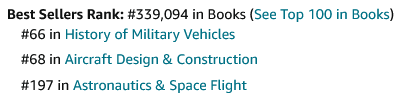 Best Sellers Rank: #339,094 in Books (See Top 100 in Books)
#66 in History of Military Vehicles
#68 in Aircraft Design & Construction
#197 in Astronautics & Space Flight